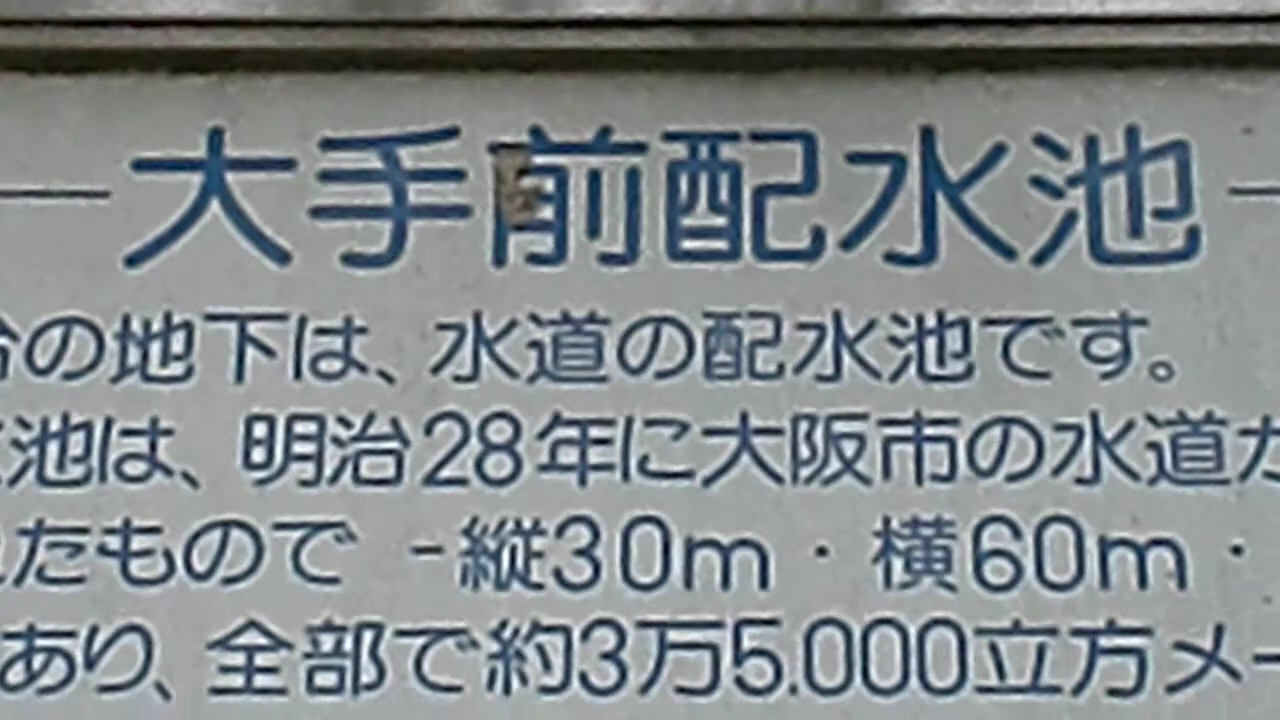 大手前配水池
の地下は、水道の配水池です。
池は、明治28年に大阪市の水道が
れたもので -縦30m・横60m・
あり、全部で約3万5.000立方メー